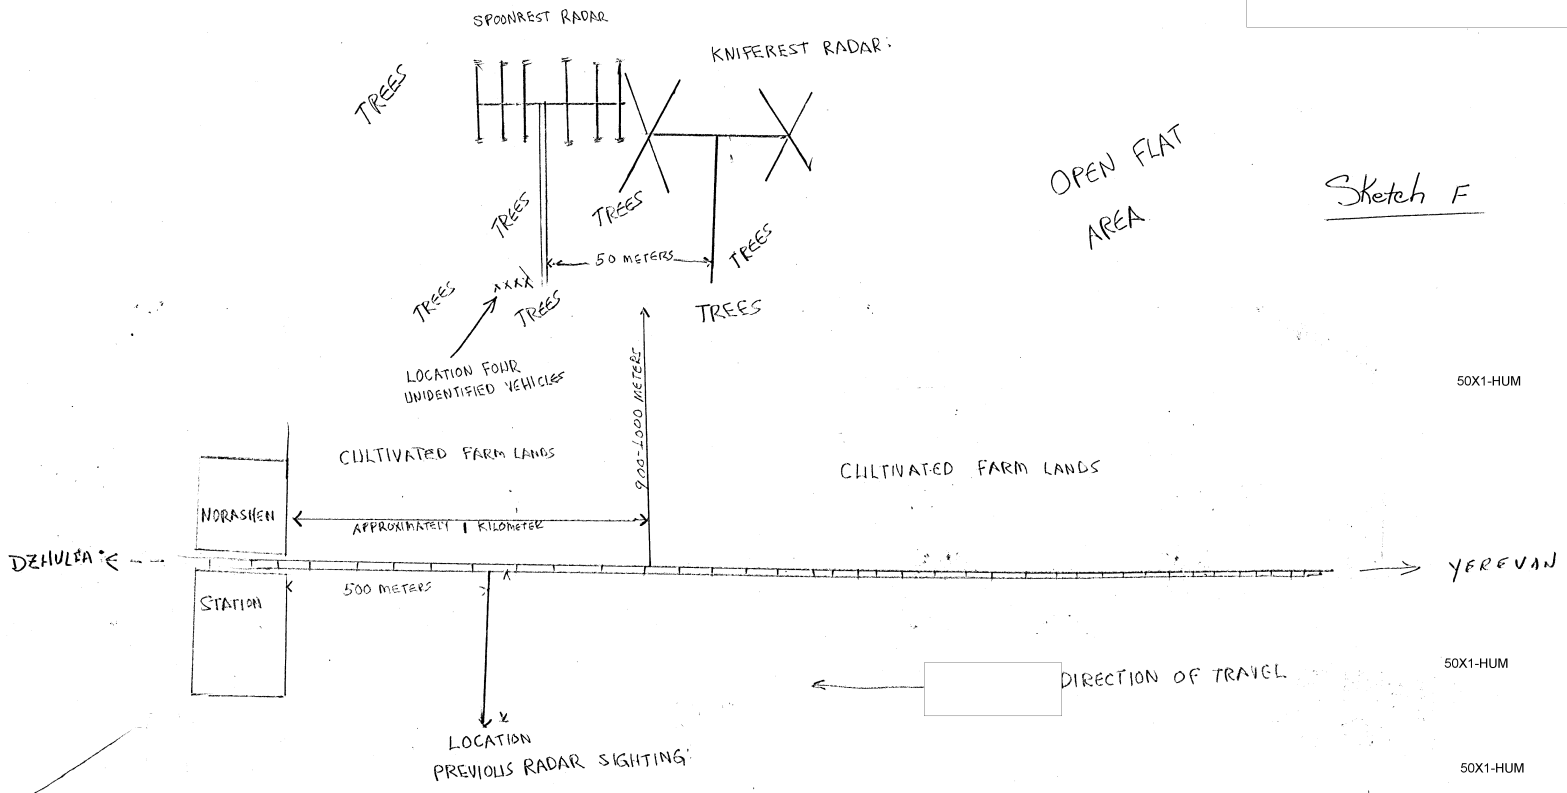 SPOONREST RADAR
KNIFEREST RADAR:
TREES
OPEN FLAT
AREA
Sketch F
TREES
TREES
50 METERS
TREES
TREES
XXXX
TREES
TREES
LOCATION FOUR
UNIDENTIFIED VEHICLES
900-1000 METERS
50X1-HUM
CULTIVATED FARM LANDS
CULTIVATED FARM LANDS
NORASHEN
APPROXIMATELY 1 KILOMETER
DZHULFA
YEREVAN
STATION
500 METERS
50X1-HUM
DIRECTION OF TRAVEL
LOCATION
PREVIOUS RADAR SIGHTING:
50X1-HUM